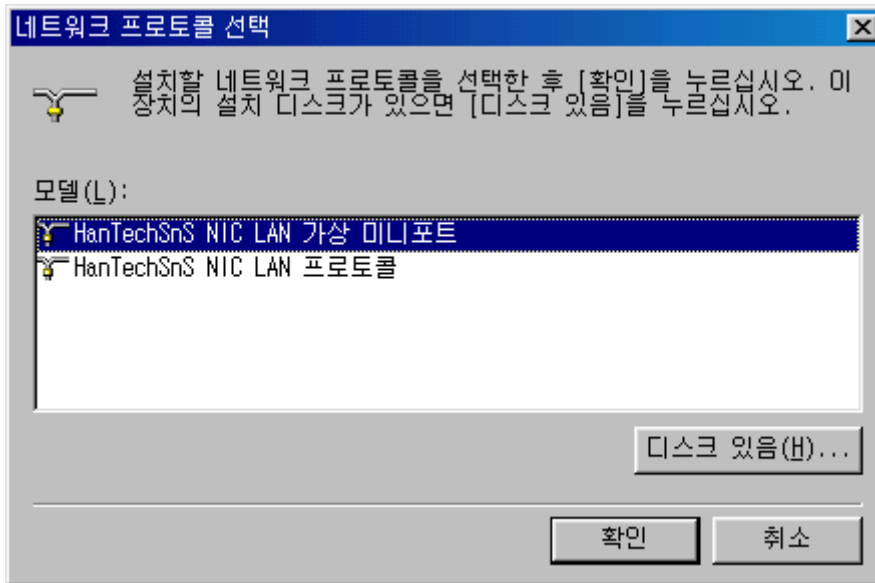 네트워크 프로토콜 선택
설치할 네트워크 프로토콜을 선택한 후 [확인]을 누르십시오. 이
장치의 설치 디스크가 있으면 [디스크 있음]을 누르십시오.
모델(L):
HanTechSnS NIC LAN 가상 미니포트
HanTechSnS NIC LAN 프로토콜
디스크 있음(H)...
확인
취소